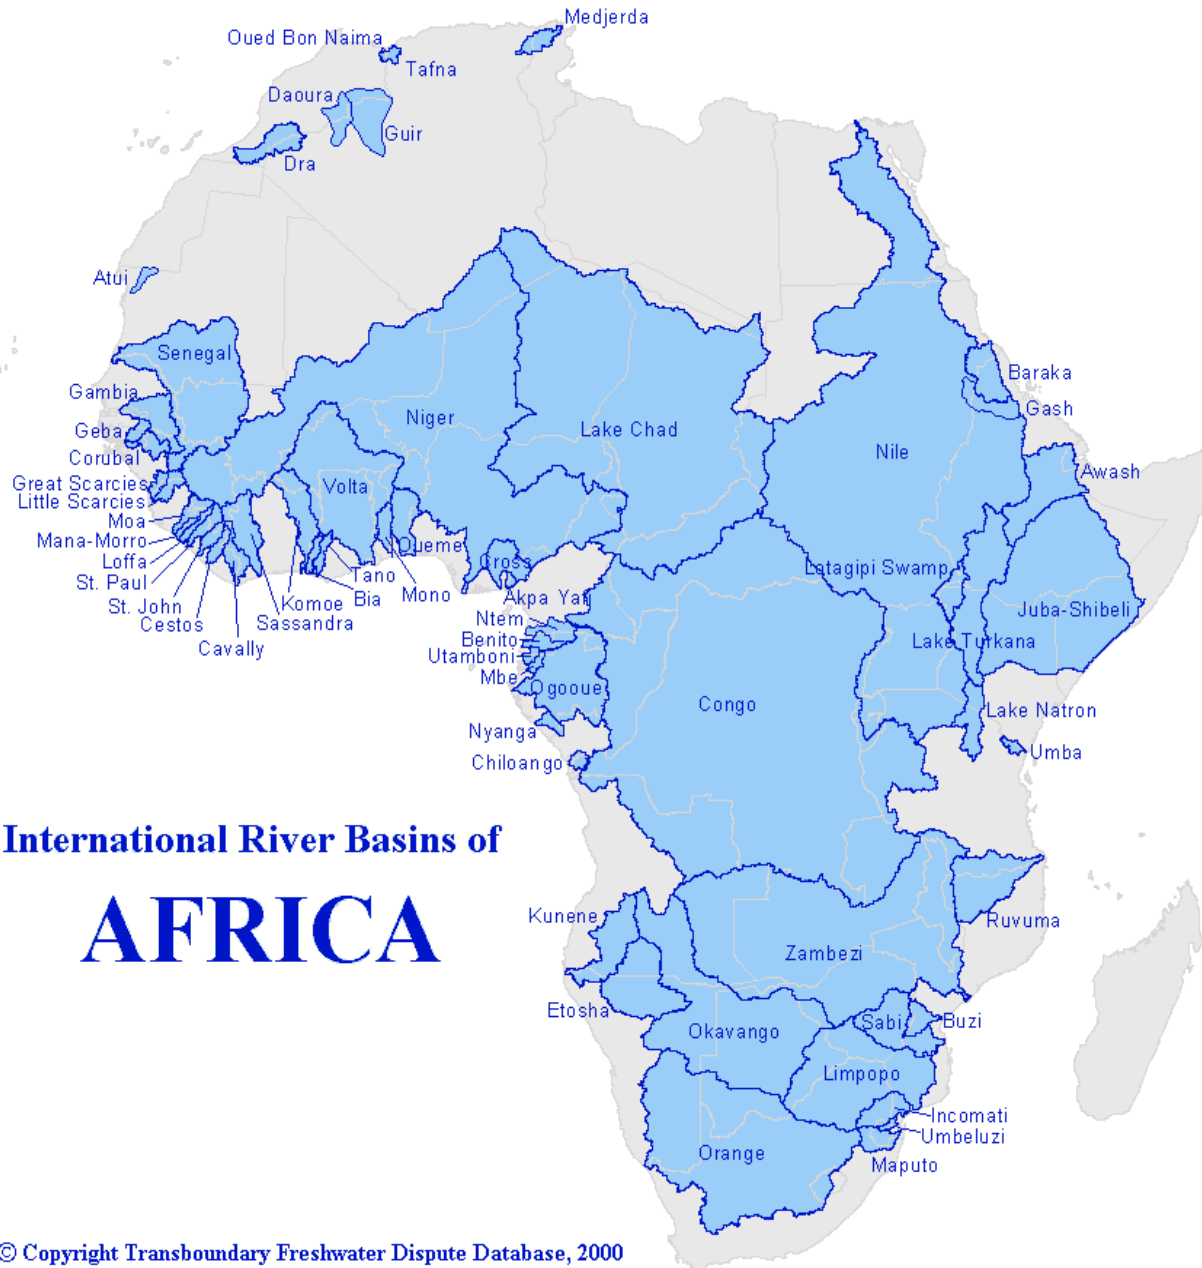 Medjerda
Oued Bon Naima
Tafna
Daoura
Guir
Dra
Atui
Senegal
Baraka
Gambia
Gash
Niger
Lake Chad
Geba
Nile
Corubal
Awash
Great Scarcies
Volta
Little Scarcies
Moa
Mana-Morro
Oueme
Loffa
Cross
Lotagipi Swamp
St. Paul
Tano
Mono
Akpa Yafi
St. John
Komoe
Bia
Juba-Shibeli
Cestos
Sassandra
Ntem
Cavally
Benito
Lake Turkana
Utamboni
Mbe
Ogooue
Congo
Lake Natron
Nyanga
Umba
Chiloango
International River Basins of
AFRICA
Kunene
Ruvuma
Zambezi
Etosha
Okavango
Sabi
Buzi
Limpopo
Incomati
Umbeluzi
Orange
Maputo
© Copyright Transboundary Freshwater Dispute Database, 2000